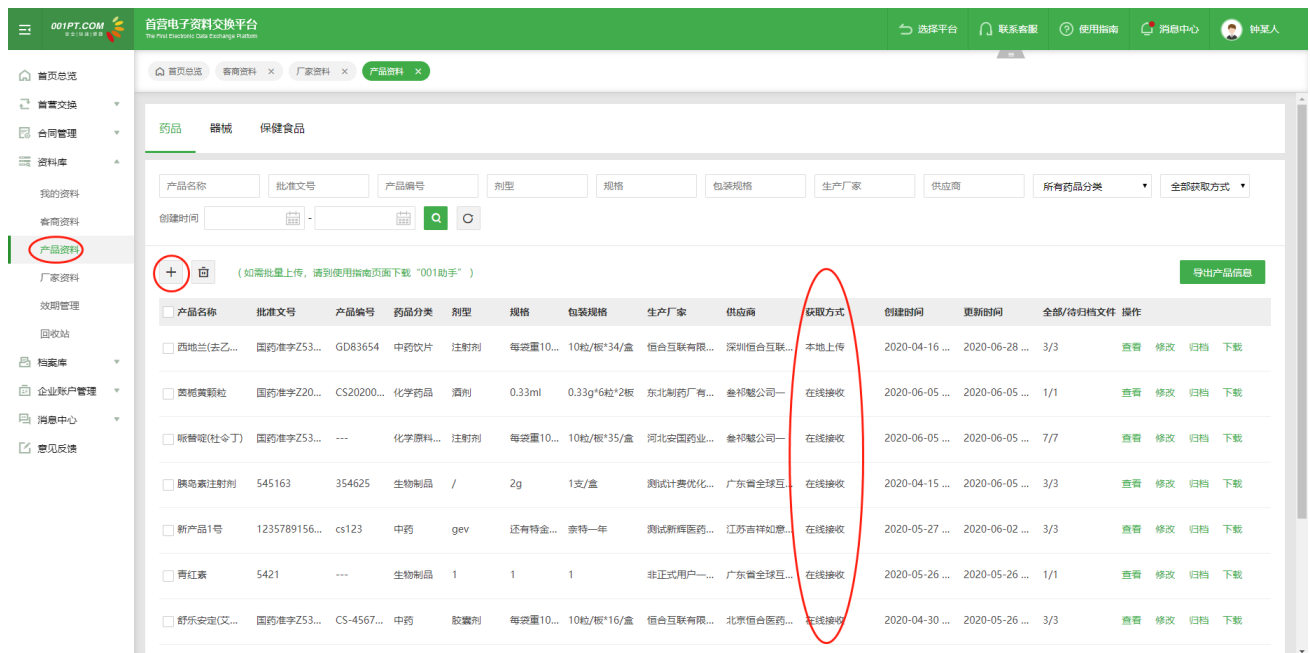 001PT.COM
首营电子资料交换平台
The First Electronic Data Exchange Platform
选择平台 联系客服 使用指南 消息中心 钟某人
首页总览 客商资料 × 厂家资料 × 产品资料 ×
首页总览
首营交换
合同管理
资料库
我的资料
客商资料
产品资料
厂家资料
效期管理
回收站
档案库
企业账户管理
消息中心
意见反馈
药品 器械 保健食品
产品名称 批准文号 产品编号 剂型 规格 包装规格 生产厂家 供应商 所有药品分类 全部获取方式
创建时间 -
(如需批量上传，请到使用指南页面下载“001助手” ) 导出产品信息
产品名称 批准文号 产品编号 药品分类 剂型 规格 包装规格 生产厂家 供应商 获取方式 创建时间 更新时间 全部/待归档文件 操作
西地兰(去乙... 国药准字Z53... GD83654 中药饮片 注射剂 每袋重10... 10粒/板*34/盒 恒合互联有限... 深圳恒合互联... 本地上传 2020-04-16 ... 2020-06-28 ... 3/3 查看 修改 归档 下载
茵栀黄颗粒 国药准字Z20... CS20200... 化学药品 酒剂 0.33ml 0.33g*6粒*2板 东北制药厂有... 叁祁魃公司一 在线接收 2020-06-05 ... 2020-06-05 ... 1/1 查看 修改 归档 下载
哌替啶(杜令丁) 国药准字Z53... --- 化学原料... 注射剂 每袋重10... 10粒/板*35/盒 河北安国药业... 叁祁魃公司一 在线接收 2020-06-05 ... 2020-06-05 ... 7/7 查看 修改 归档 下载
胰岛素注射剂 545163 354625 生物制品 / 2g 1支/盒 测试计费优化... 广东省全球互... 在线接收 2020-04-15 ... 2020-06-05 ... 3/3 查看 修改 归档 下载
新产品1号 1235789156... cs123 中药 gev 还有特金... 奈特一年 测试新辉医药... 江苏吉祥如意... 在线接收 2020-05-27 ... 2020-06-02 ... 3/3 查看 修改 归档 下载
青红素 5421 --- 生物制品 1 1 1 非正式用户一... 广东省全球互... 在线接收 2020-05-26 ... 2020-05-26 ... 1/1 查看 修改 归档 下载
舒乐安定(艾... 国药准字Z53... CS-4567... 中药 胶囊剂 每袋重10... 10粒/板*16/盒 恒合互联有限... 北京恒合医药... 在线接收 2020-04-30 ... 2020-05-26 ... 3/3 查看 修改 归档 下载